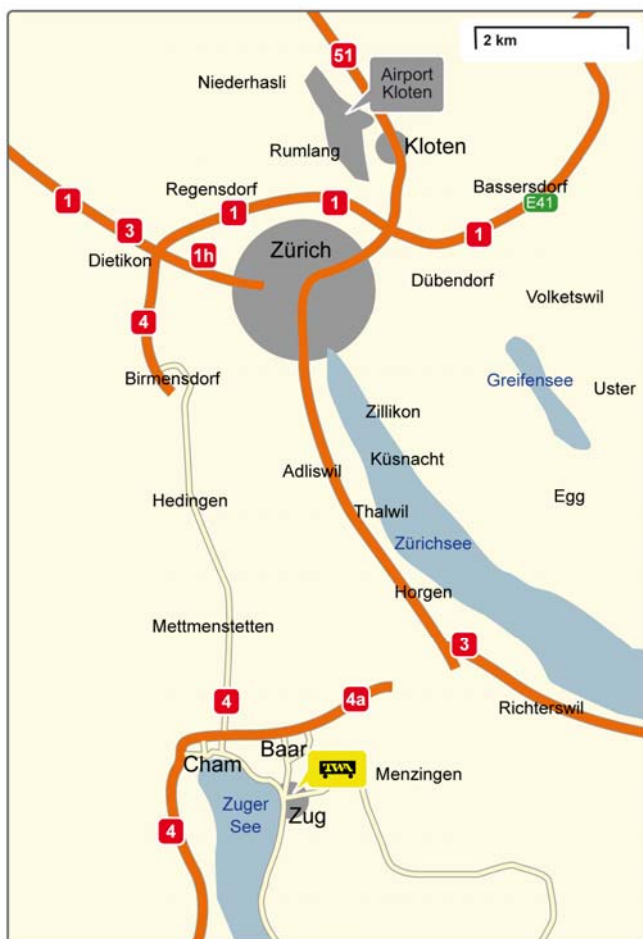 2 km
51
Airport
Kloten
Niederhasli
Rumlang
Kloten
Regensdorf
Bassersdorf
1
1
1
E41
3
1
Dietikon
1h
Zürich
Dübendorf
Volketswil
4
Birmensdorf
Greifensee
Uster
Zillikon
Küsnacht
Adliswil
Egg
Hedingen
Thalwil
Zürichsee
Horgen
Mettmenstetten
3
4
4a
Richterswil
Baar
Cham
TWA
Menzingen
Zuger
See
Zug
4